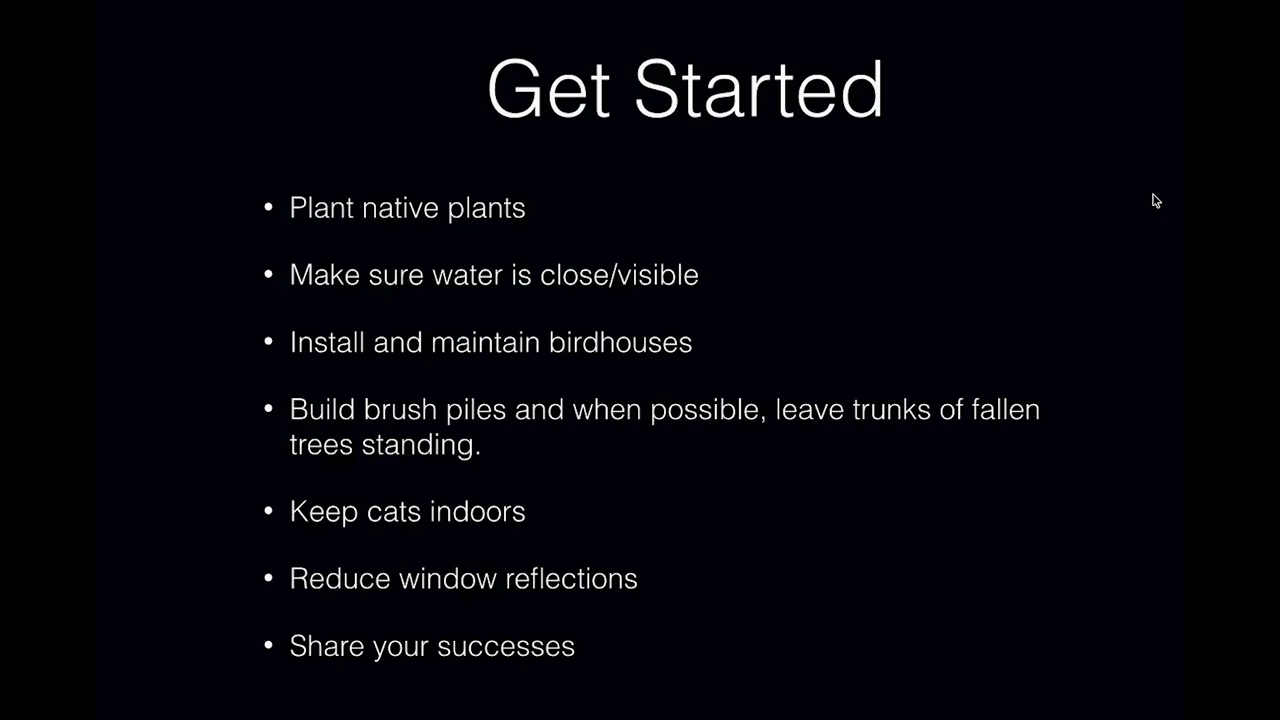 Get Started
• Plant native plants
• Make sure water is close/visible
• Install and maintain birdhouses
• Build brush piles and when possible, leave trunks of fallen
trees standing.
• Keep cats indoors
• Reduce window reflections
• Share your successes